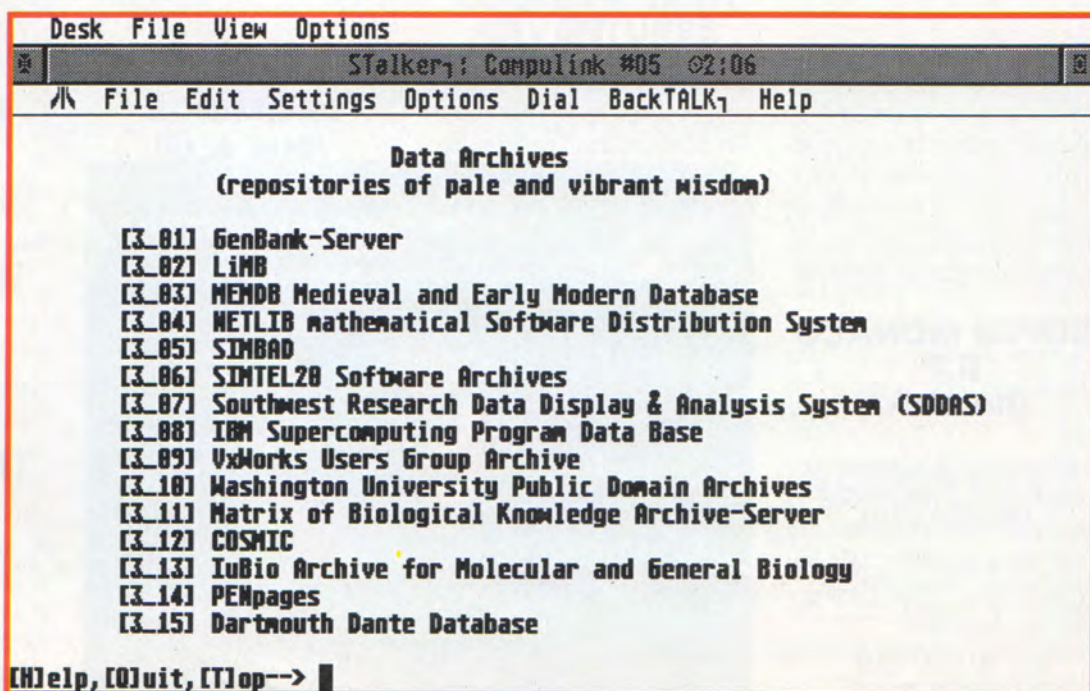 Desk File View Options
STalker┐: Compulink #05 ⏲2:06
File Edit Settings Options Dial BackTALK┐ Help
Data Archives
(repositories of pale and vibrant wisdom)
[3_01] GenBank-Server
[3_02] LiMB
[3_03] MEMDB Medieval and Early Modern Database
[3_04] NETLIB mathematical Software Distribution System
[3_05] SIMBAD
[3_06] SIMTEL20 Software Archives
[3_07] Southwest Research Data Display & Analysis System (SDDAS)
[3_08] IBM Supercomputing Program Data Base
[3_09] VxWorks Users Group Archive
[3_10] Washington University Public Domain Archives
[3_11] Matrix of Biological Knowledge Archive-Server
[3_12] COSMIC
[3_13] IuBio Archive for Molecular and General Biology
[3_14] PENpages
[3_15] Dartmouth Dante Database
[H]elp,[Q]uit,[T]op-->